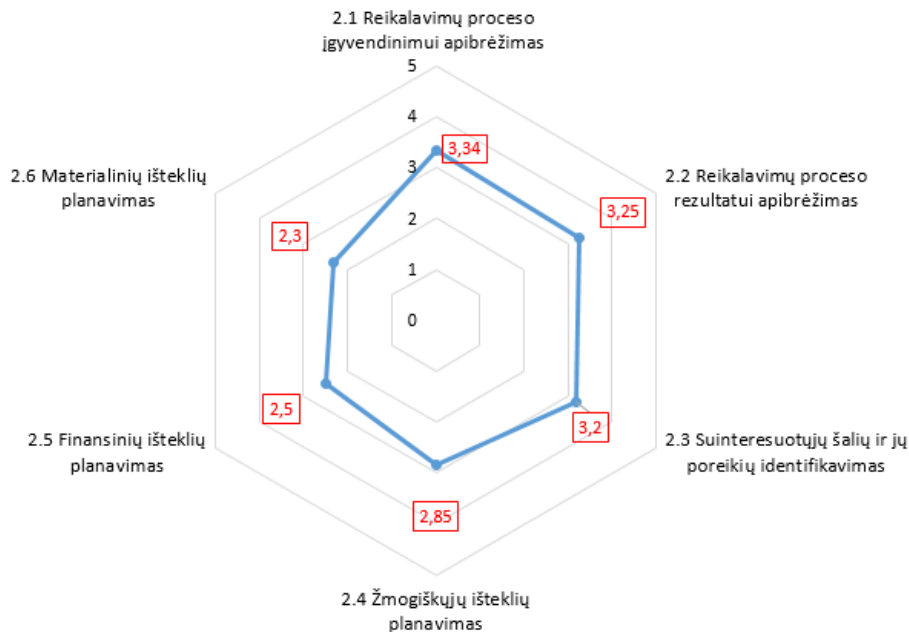 2.1 Reikalavimų proceso
įgyvendinimui apibrėžimas
5
4
3,34
3
2.6 Materialinių išteklių
planavimas
2.2 Reikalavimų proceso
rezultatui apibrėžimas
3,25
2,3
2
1
0
2,5
3,2
2.5 Finansinių išteklių
planavimas
2.3 Suinteresuotųjų šalių ir jų
poreikių identifikavimas
2,85
2.4 Žmogiškųjų išteklių
planavimas